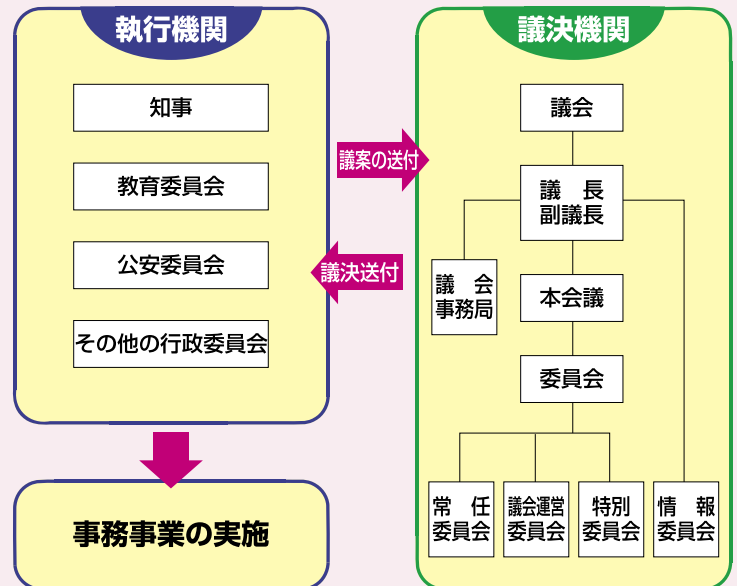 執行機関
知事
教育委員会
公安委員会
その他の行政委員会
事務事業の実施
議案の送付
議決送付
議決機関
議会
議　長
副議長
議　会
事務局
本会議
委員会
常　任
委員会
議会運営
委員会
特別
委員会
情　報
委員会